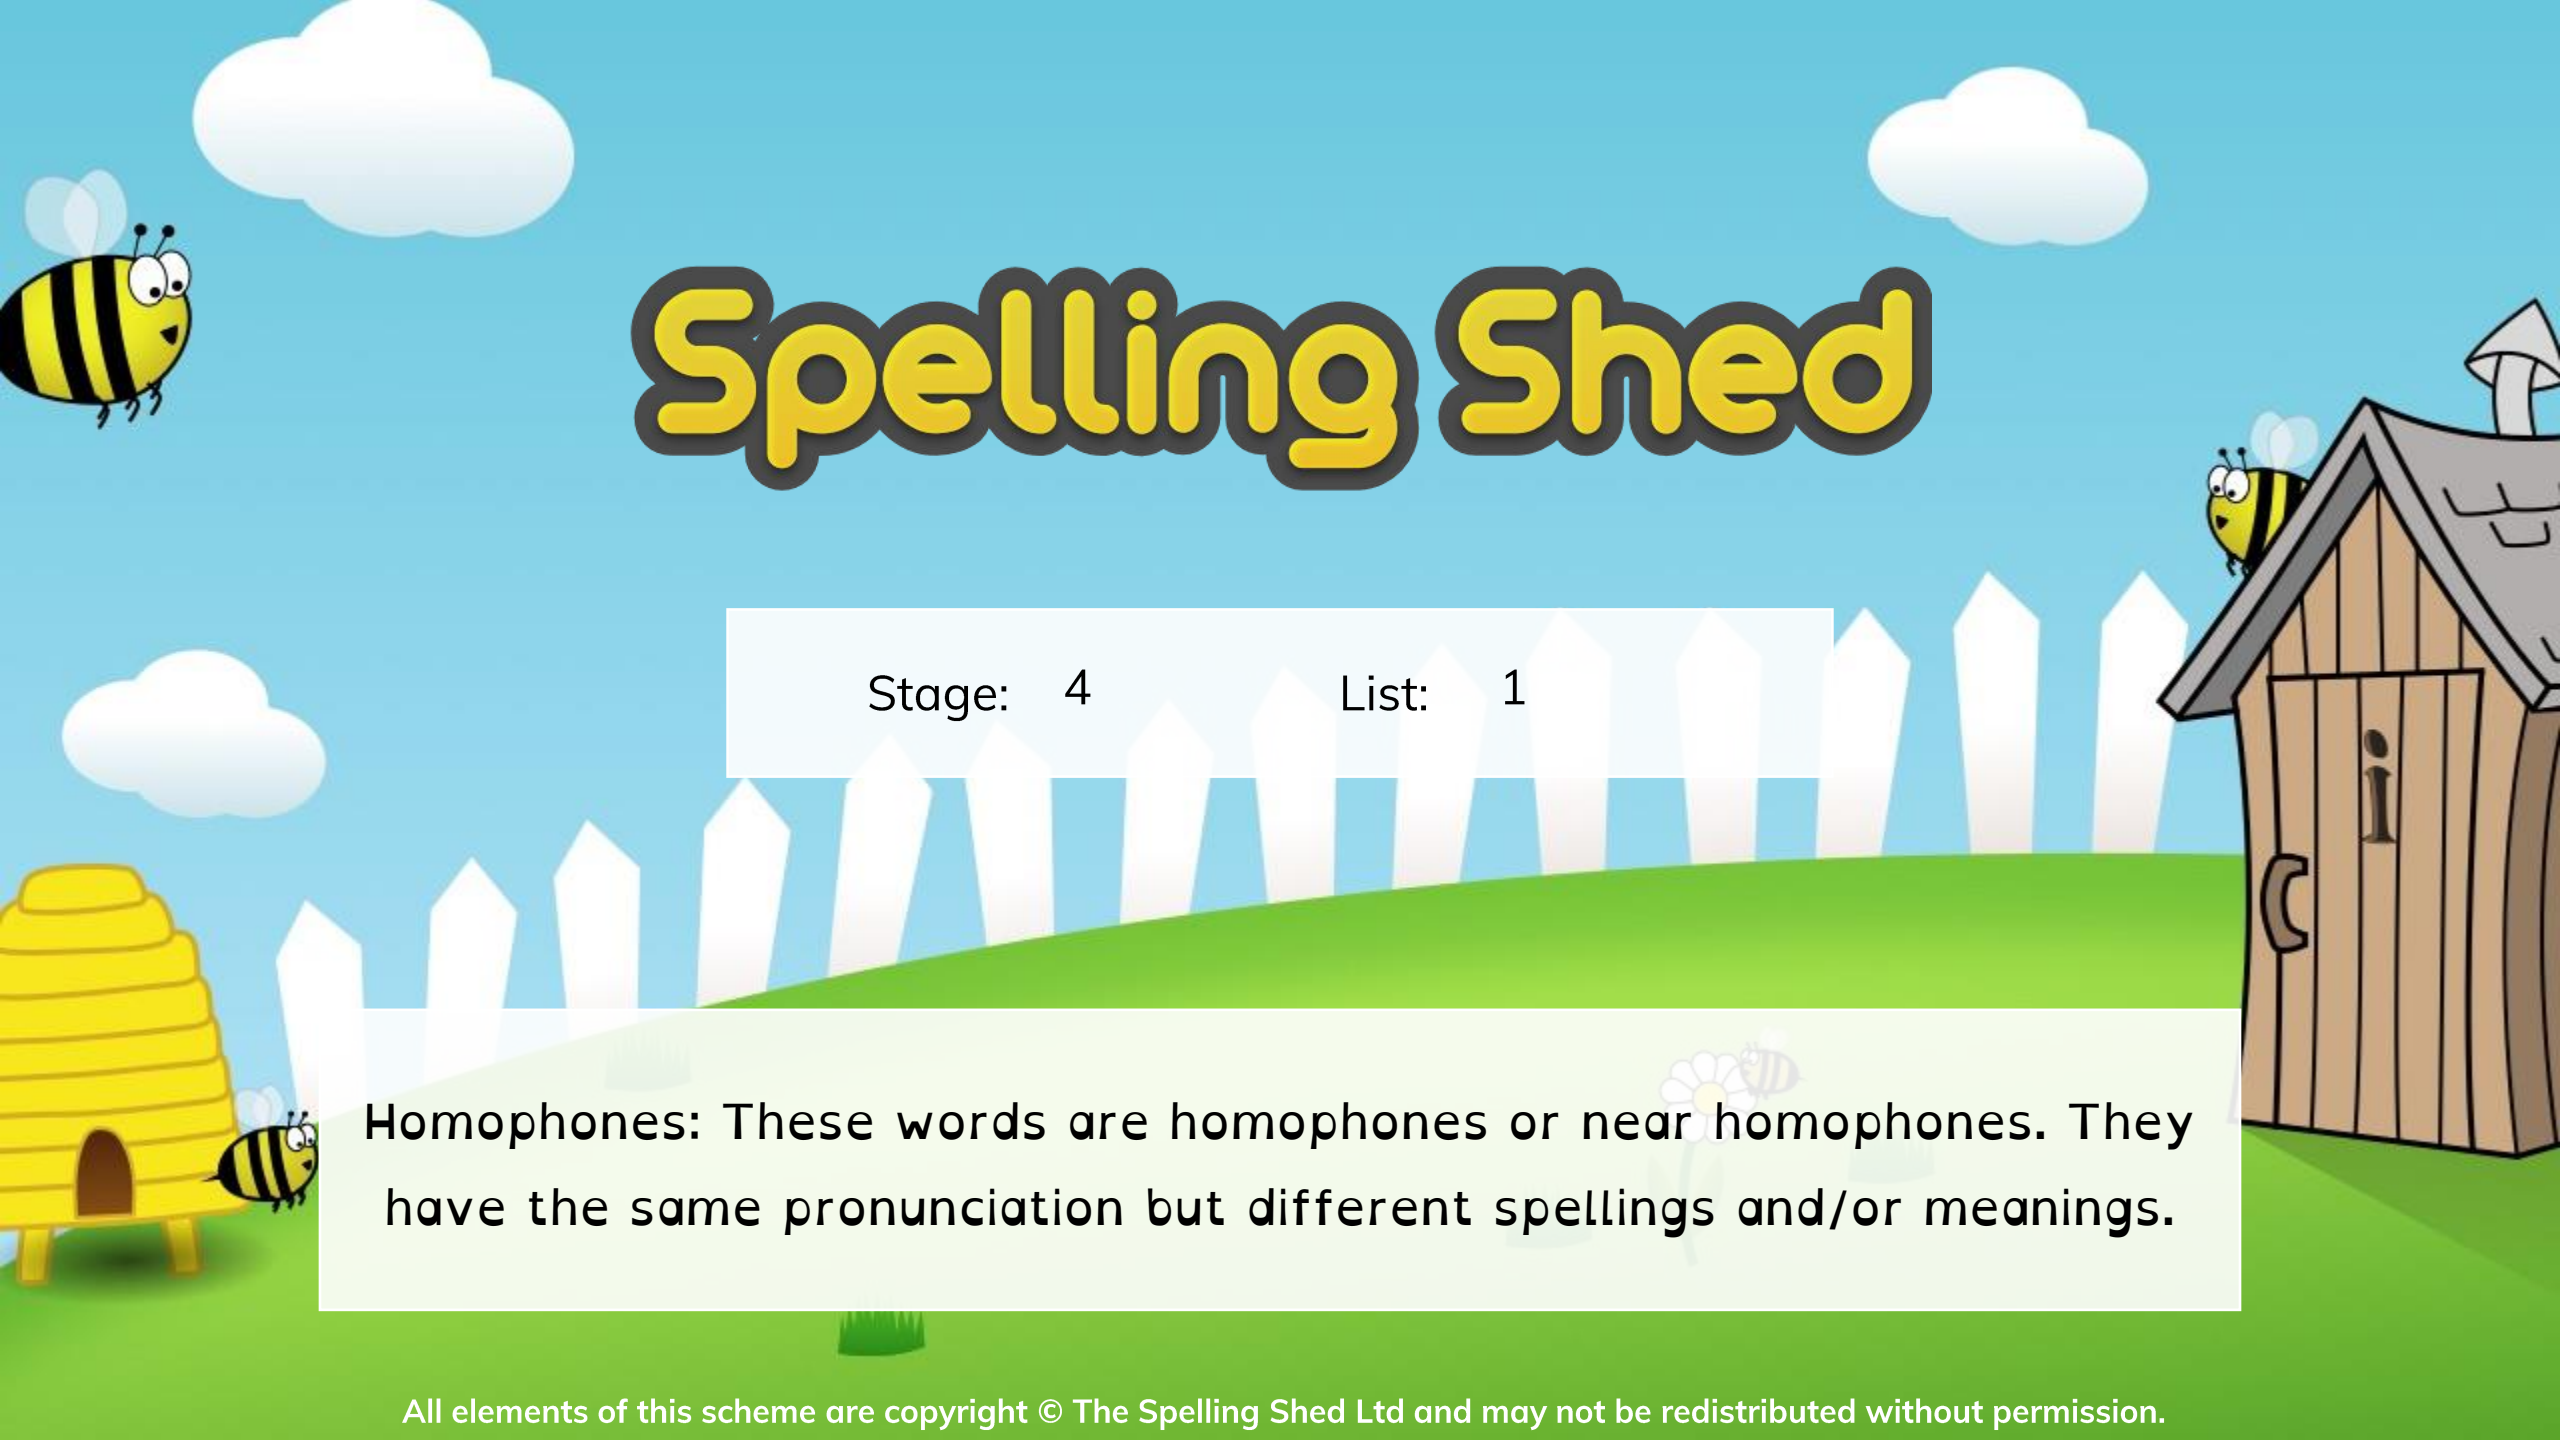 Spelling Shed
Stage: 4 List: 1
i
Homophones: These words are homophones or near homophones. They
have the same pronunciation but different spellings and/or meanings.
All elements of this scheme are copyright © The Spelling Shed Ltd and may not be redistributed without permission.